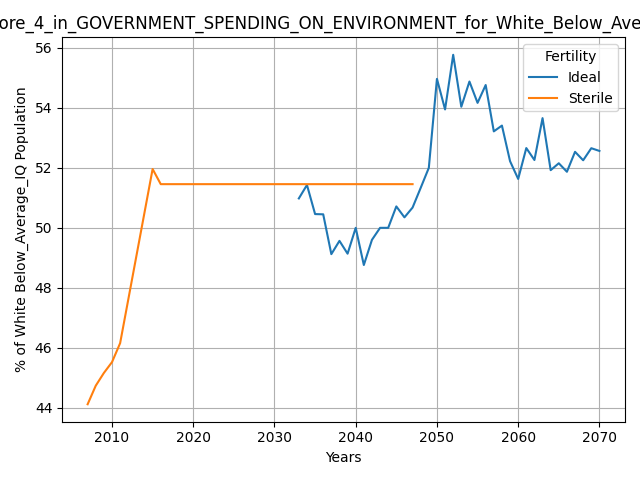 ore_4_in_GOVERNMENT_SPENDING_ON_ENVIRONMENT_for_White_Below_Ave
56
54
52
50
48
46
44
% of White Below_Average_IQ Population
Fertility
Ideal
Sterile
2010 2020 2030 2040 2050 2060 2070
Years